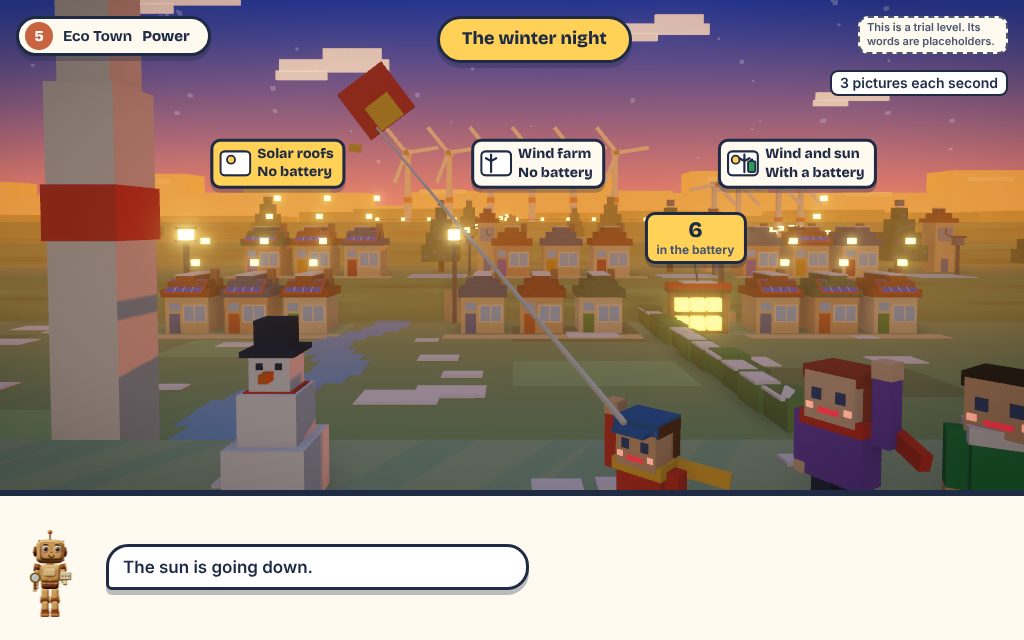 5 Eco Town Power
The winter night
This is a trial level. Its
words are placeholders.
3 pictures each second
Solar roofs
No battery
Wind farm
No battery
Wind and sun
With a battery
6
in the battery
The sun is going down.